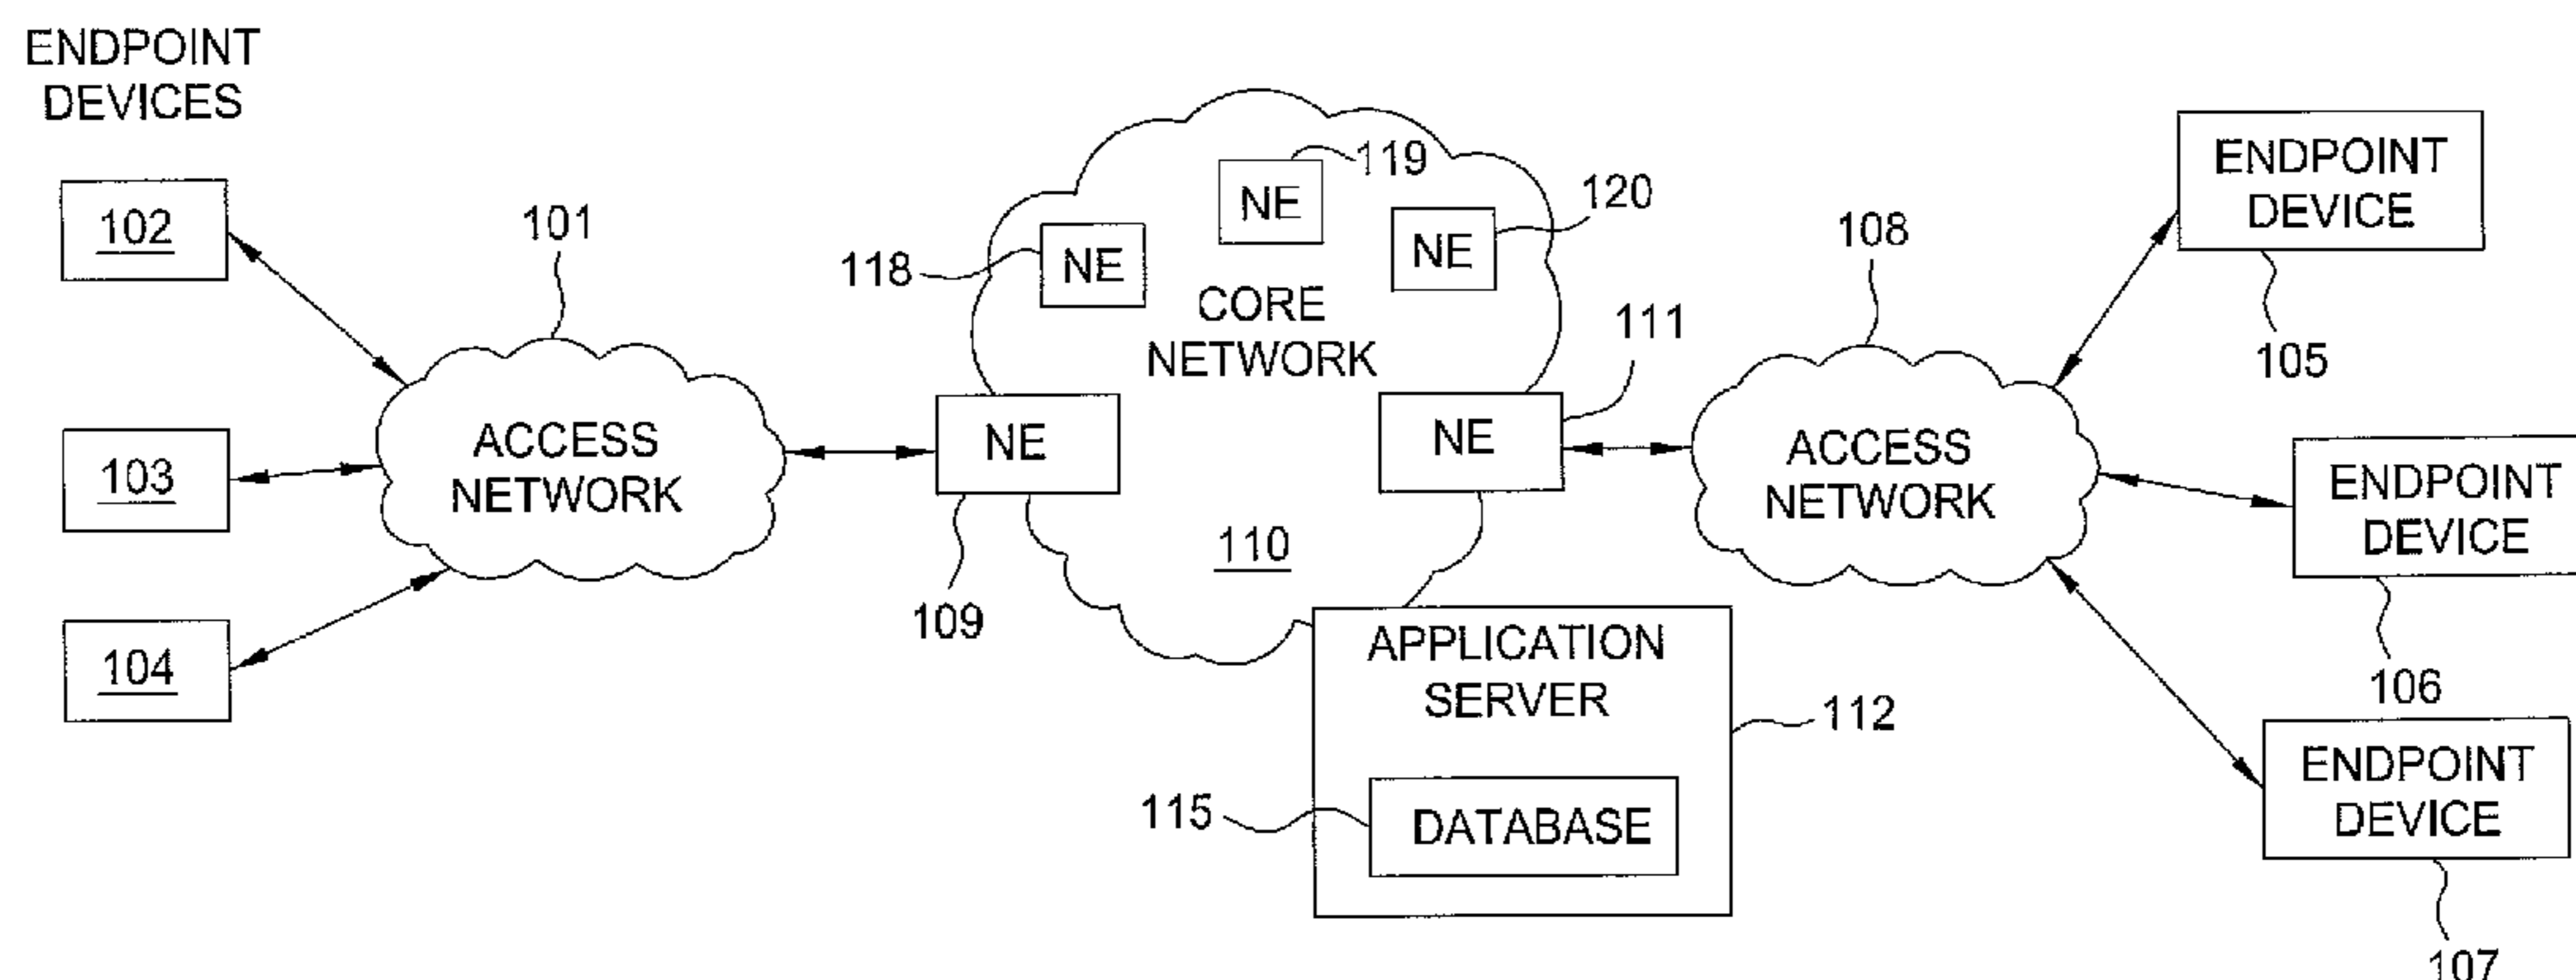 ENDPOINT
DEVICES
102
103
104
101
ACCESS
NETWORK
118
NE
119
NE
120
NE
CORE
NETWORK
NE
109
111
NE
110
APPLICATION
SERVER
112
115
DATABASE
108
ACCESS
NETWORK
ENDPOINT
DEVICE
105
ENDPOINT
DEVICE
106
ENDPOINT
DEVICE
107